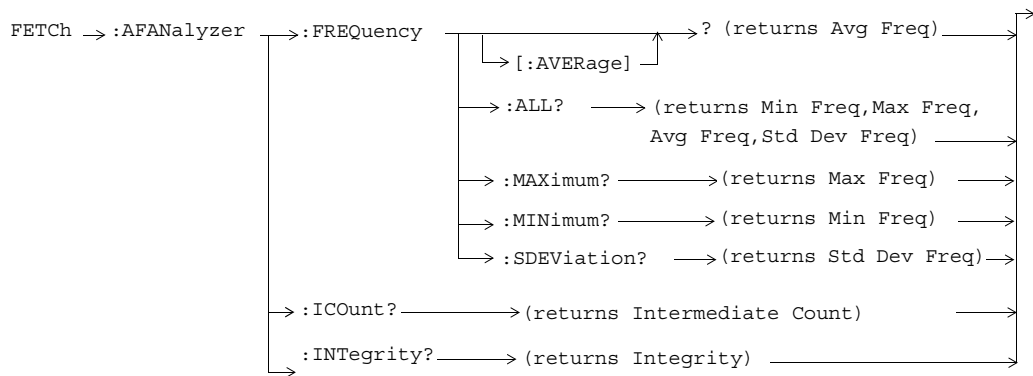 FETCh :AFANalyzer :FREQuency ? (returns Avg Freq)
[:AVERage]
:ALL? (returns Min Freq,Max Freq,
Avg Freq,Std Dev Freq)
:MAXimum? (returns Max Freq)
:MINimum? (returns Min Freq)
:SDEViation? (returns Std Dev Freq)
:ICOunt? (returns Intermediate Count)
:INTegrity? (returns Integrity)